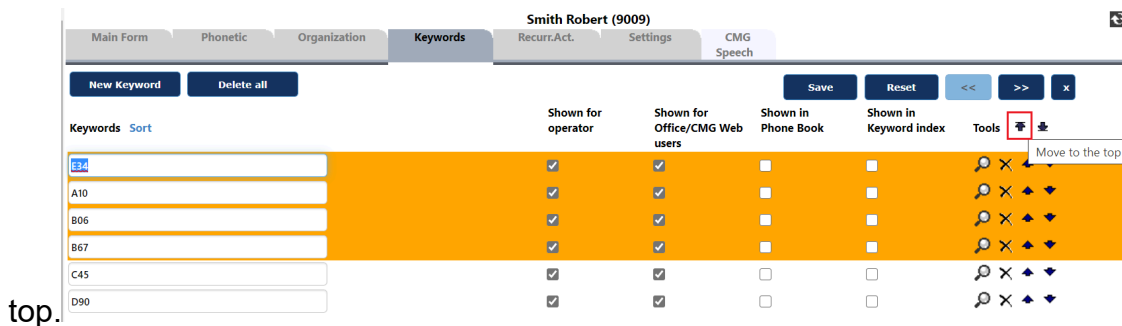 Smith Robert (9009)
Main Form Phonetic Organization Keywords Recurr.Act. Settings CMG Speech
New Keyword Delete all Save Reset << >> x
Keywords Sort Shown for operator Shown for Office/CMG Web users Shown in Phone Book Shown in Keyword index Tools
Move to the top
E34
A10
B06
B67
C45
D90
top.